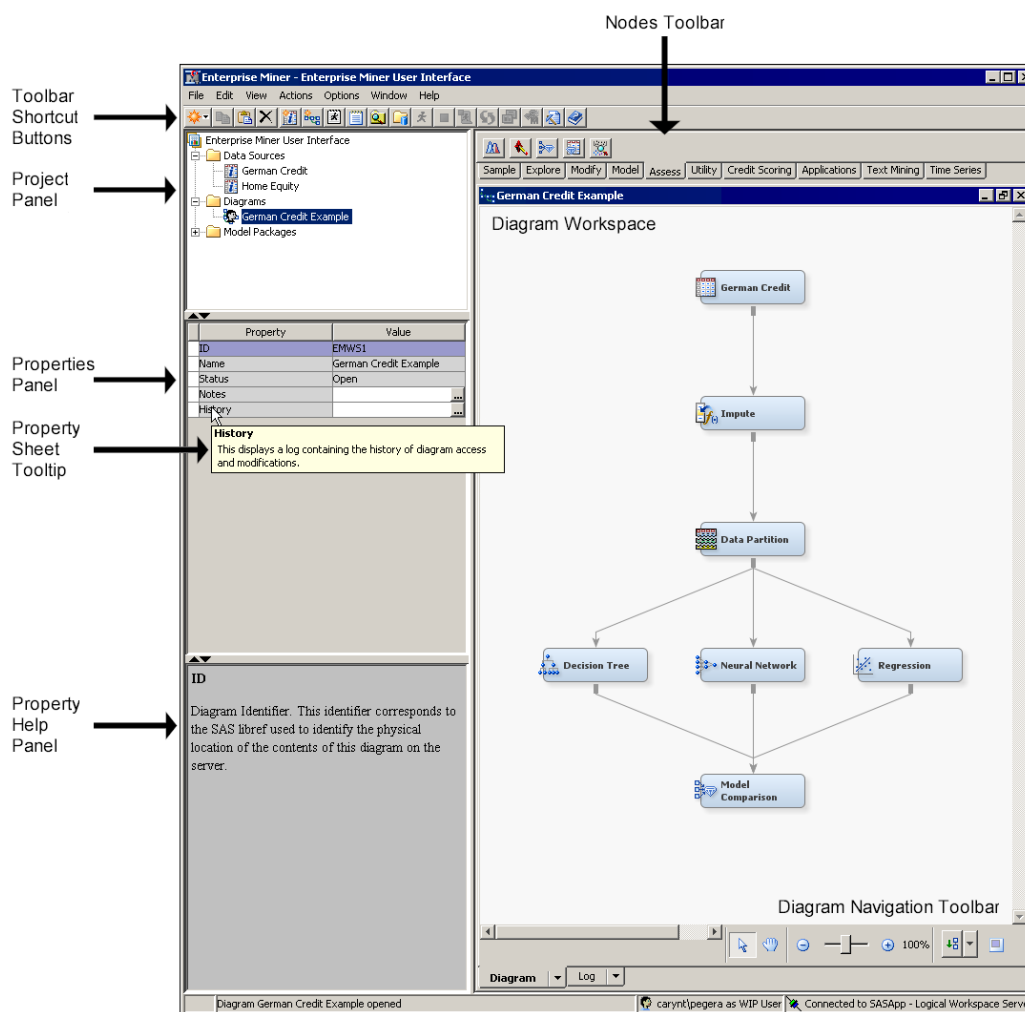 Nodes Toolbar
Toolbar
Shortcut
Buttons
Project
Panel
Properties
Panel
Property
Sheet
Tooltip
Property
Help
Panel
Enterprise Miner - Enterprise Miner User Interface
File Edit View Actions Options Window Help
Enterprise Miner User Interface
Data Sources
German Credit
Home Equity
Diagrams
German Credit Example
Model Packages
Property Value
ID EMWS1
Name German Credit Example
Status Open
Notes ...
History ...
History
This displays a log containing the history of diagram access
and modifications.
ID
Diagram Identifier. This identifier corresponds to
the SAS libref used to identify the physical
location of the contents of this diagram on the
server.
Sample Explore Modify Model Assess Utility Credit Scoring Applications Text Mining Time Series
German Credit Example
Diagram Workspace
German Credit
Impute
Data Partition
Decision Tree
Neural Network
Regression
Model
Comparison
Diagram Navigation Toolbar
100%
Diagram Log
Diagram German Credit Example opened
carynt\pegera as WIP User
Connected to SASApp - Logical Workspace Serve